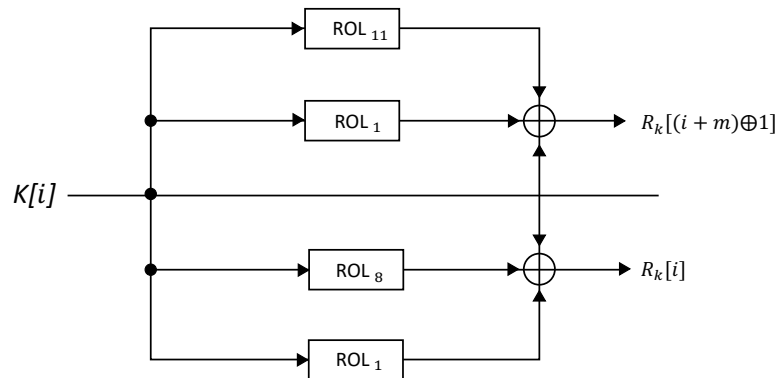 ROL 11
ROL 1
R_k[(i + m)⊕1]
K[i]
ROL 8
R_k[i]
ROL 1